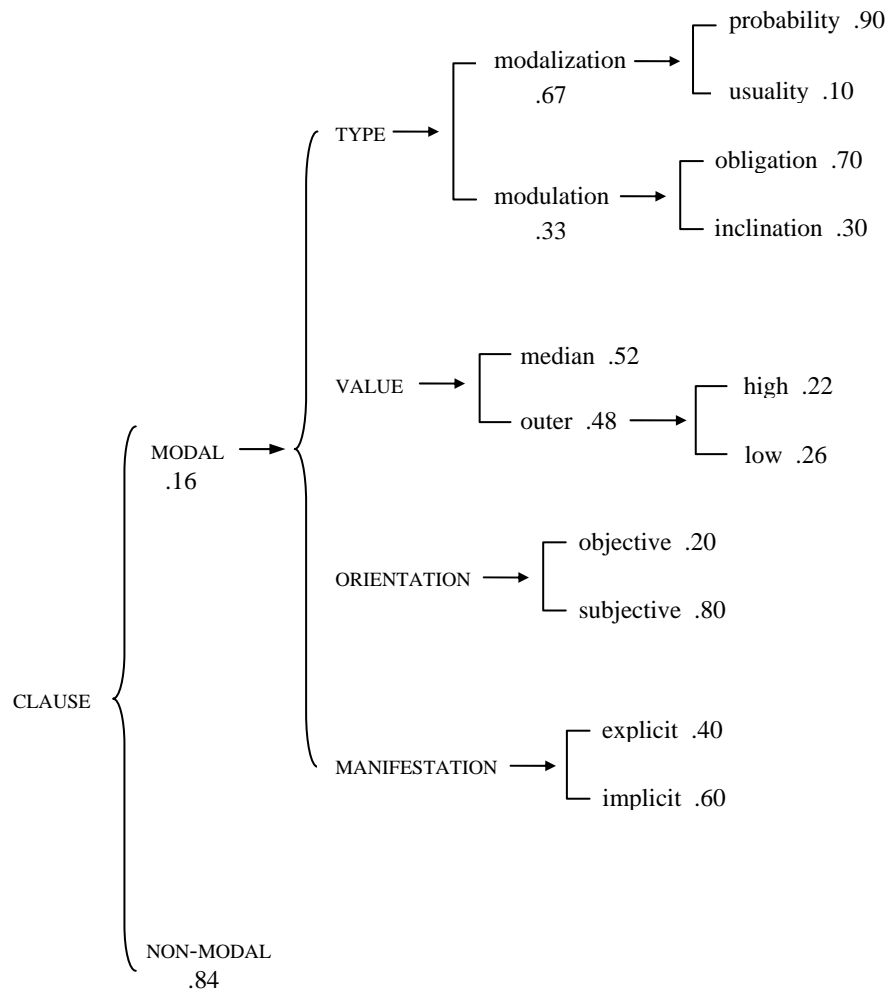 probability .90
modalization
.67
usuality .10
TYPE
obligation .70
modulation
.33
inclination .30
median .52
VALUE
high .22
outer .48
low .26
MODAL
.16
objective .20
ORIENTATION
subjective .80
CLAUSE
explicit .40
MANIFESTATION
implicit .60
NON-MODAL
.84